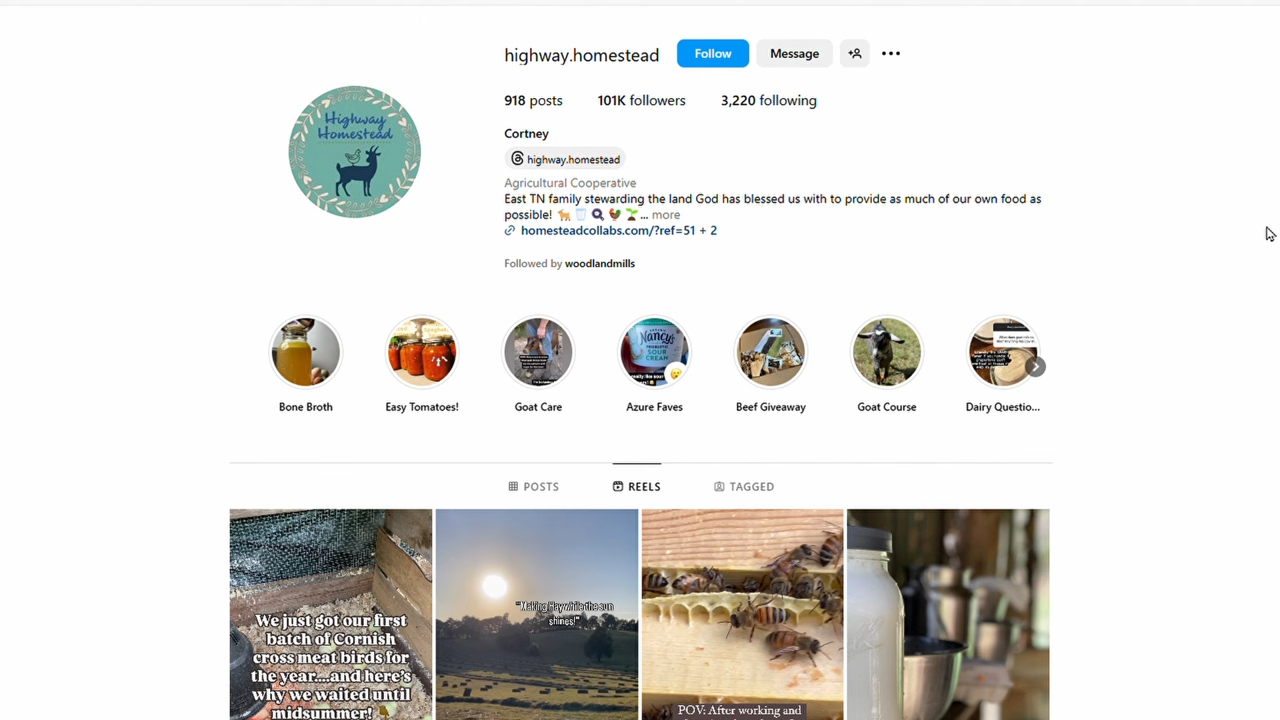 highway.homestead
Follow
Message
918 posts
101K followers
3,220 following
Highway
Homestead
Cortney
highway.homestead
Agricultural Cooperative
East TN family stewarding the land God has blessed us with to provide as much of our own food as
possible! 🐐 🥛 🍳 🐓 🌱 ... more
homesteadcollabs.com/?ref=51 + 2
Followed by woodlandmills
Nancy's
SOUR
CREAM
Bone Broth
Easy Tomatoes!
Goat Care
Azure Faves
Beef Giveaway
Goat Course
Dairy Questio...
POSTS
REELS
TAGGED
We just got our first
batch of Cornish
cross meat birds for
the year....and here's
why we waited until
midsummer!
"Making Hay while the sun
shines!"
POV: After working and